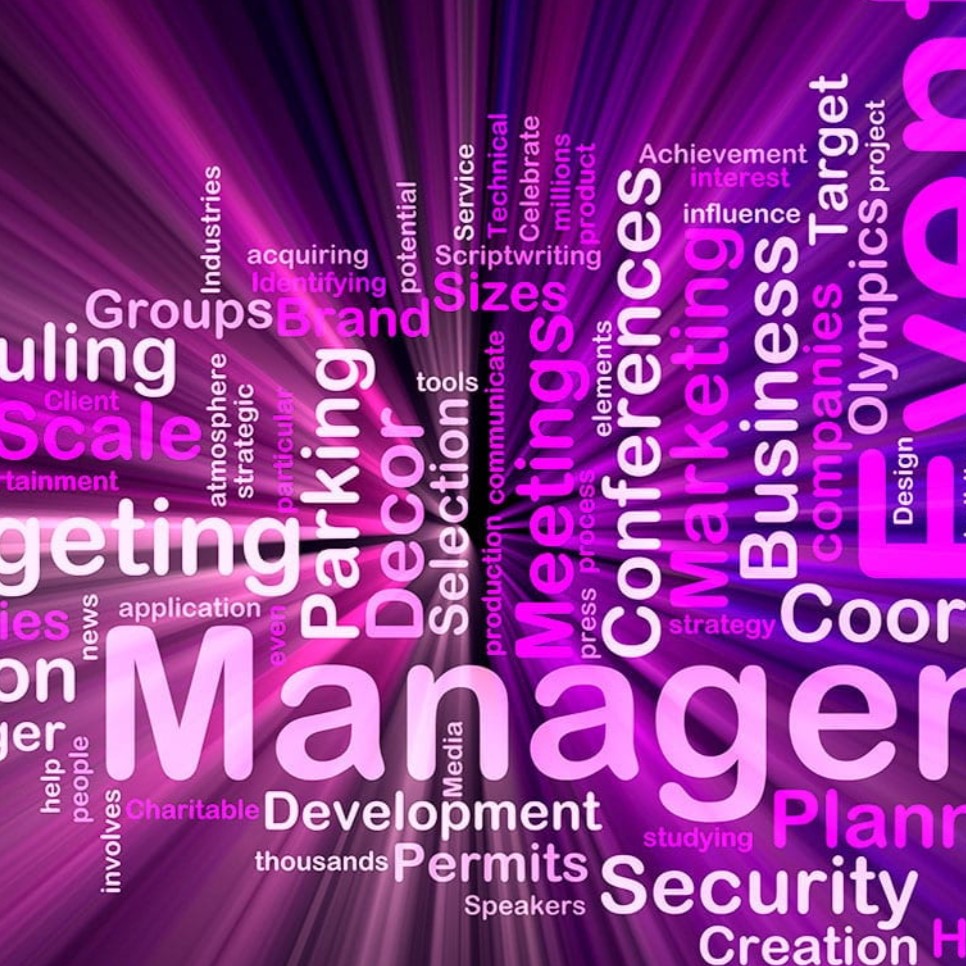 Target
project
Technical
Celebrate
millions
product
Service
Achievement
interest
Industries
potential
influence
acquiring
Scriptwriting
Identifying
Sizes
Groups
Brand
Conferences
Marketing
Business
Olympics
companies
Event
uling
atmosphere
strategic
particular
Parking
tools
communicate
Meetings
elements
Client
Scale
Decor
Selection
tainment
Design
geting
process
production
press
ies
news
application
even
strategy
Coor
on
Manager
ger
help
people
Media
involves
Charitable
Development
Plann
studying
thousands
Permits
Security
Speakers
Creation
H